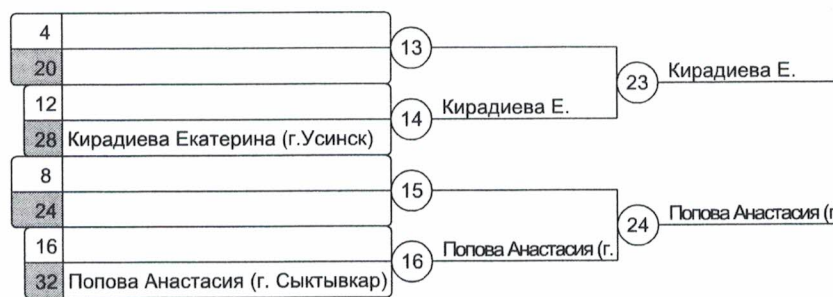 4
20
13
Кирадиева Е.
23
12
Кирадиева Е.
14
28 Кирадиева Екатерина (г.Усинск)
8
15
24
24
Попова Анастасия (г
16
Попова Анастасия (г.
16
32 Попова Анастасия (г. Сыктывкар)